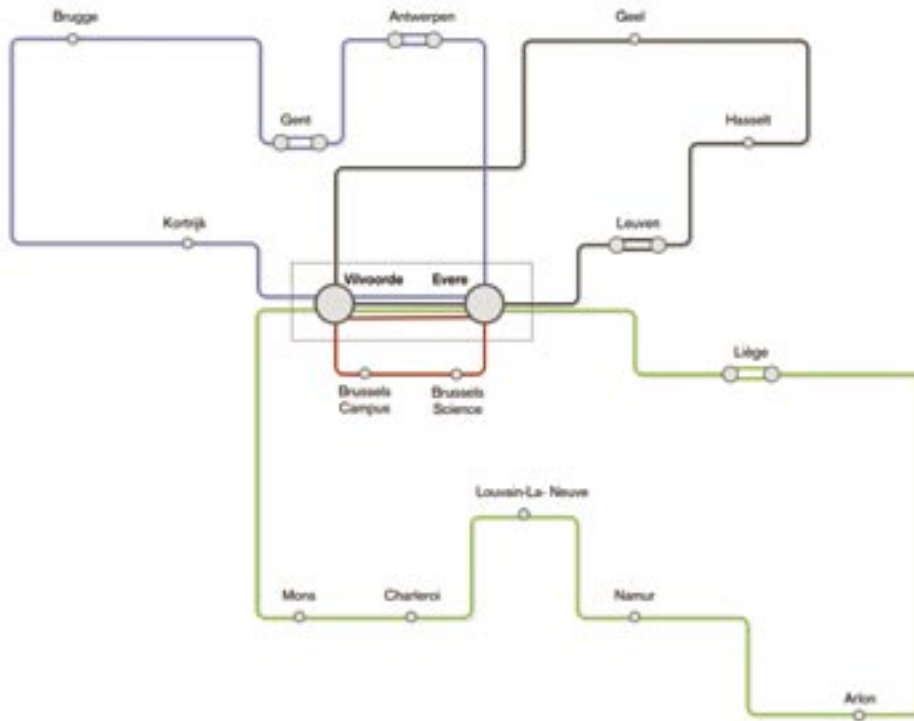 Brugge
Antwerpen
Geel
Gent
Hasselt
Kortrijk
Leuven
Vilvoorde
Evere
Liège
Brussels
Campus
Brussels
Science
Louvain-La- Neuve
Mons
Charleroi
Namur
Arlon